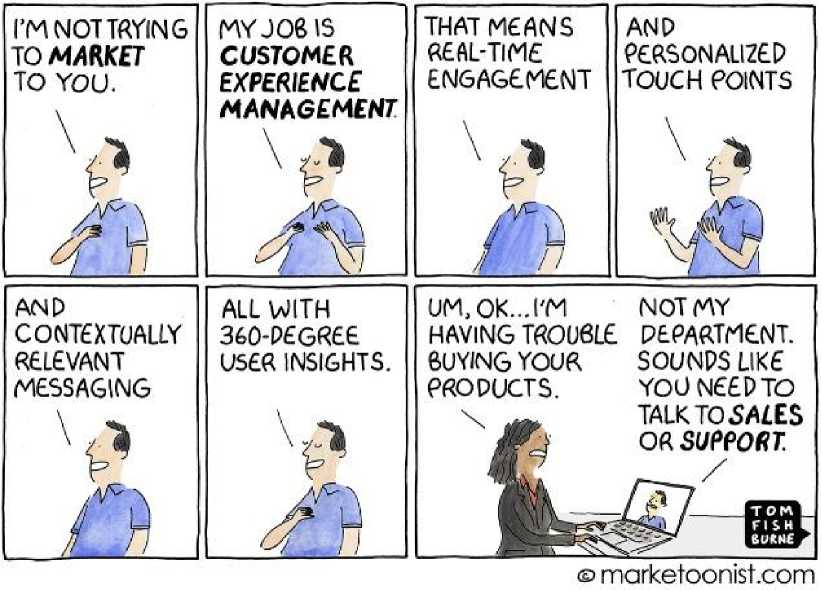 I'M NOT TRYING
TO MARKET
TO YOU.
MY JOB IS
CUSTOMER
EXPERIENCE
MANAGEMENT.
THAT MEANS
REAL-TIME
ENGAGEMENT
AND
PERSONALIZED
TOUCH POINTS
AND
CONTEXTUALLY
RELEVANT
MESSAGING
ALL WITH
360-DEGREE
USER INSIGHTS.
UM, OK...I'M
HAVING TROUBLE
BUYING YOUR
PRODUCTS.
NOT MY
DEPARTMENT.
SOUNDS LIKE
YOU NEED TO
TALK TO SALES
OR SUPPORT.
TOM
FISH
BURNE
© marketoonist.com